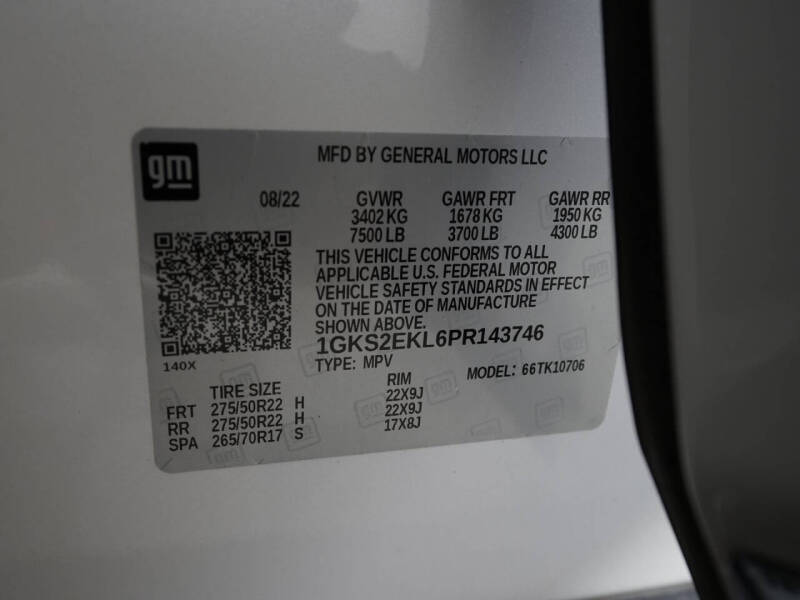 gm
MFD BY GENERAL MOTORS LLC
08/22 GVWR GAWR FRT GAWR RR
3402 KG 1678 KG 1950 KG
7500 LB 3700 LB 4300 LB
THIS VEHICLE CONFORMS TO ALL
APPLICABLE U.S. FEDERAL MOTOR
VEHICLE SAFETY STANDARDS IN EFFECT
ON THE DATE OF MANUFACTURE
SHOWN ABOVE.
1GKS2EKL6PR143746
140X
TYPE: MPV MODEL: 66TK10706
TIRE SIZE RIM
FRT 275/50R22 H 22X9J
RR 275/50R22 H 22X9J
SPA 265/70R17 S 17X8J